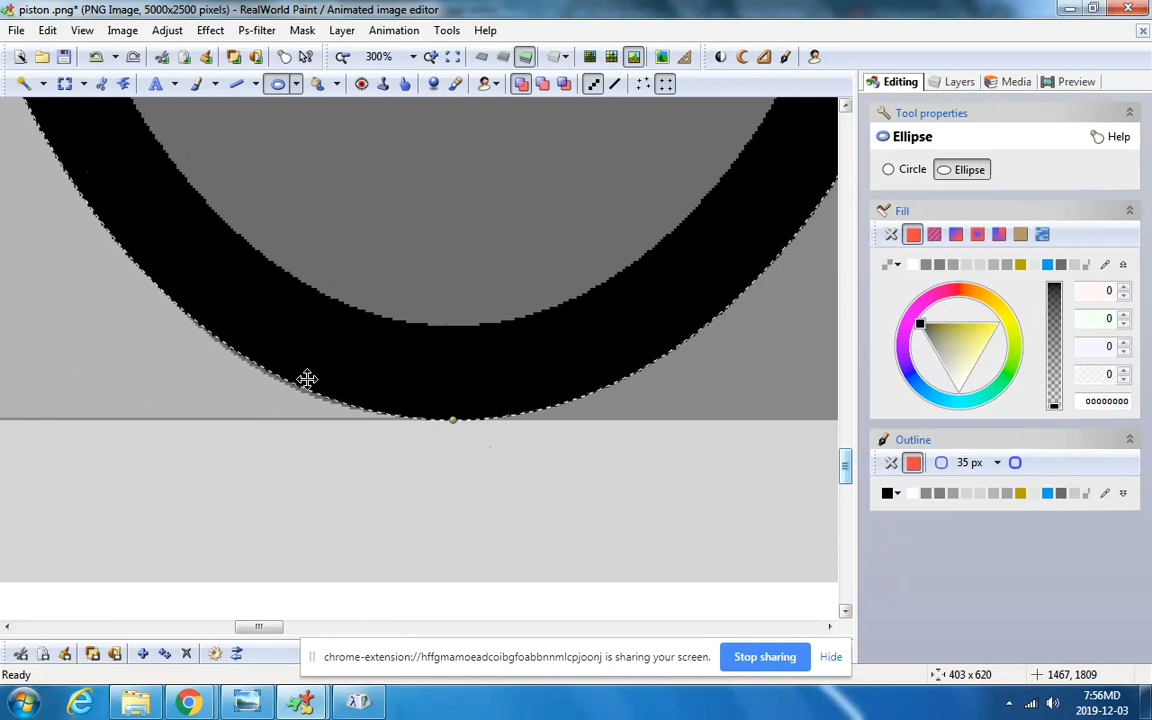 piston .png* (PNG Image, 5000x2500 pixels) - RealWorld Paint / Animated image editor
File Edit View Image Adjust Effect Ps-filter Mask Layer Animation Tools Help
300%
Editing Layers Media Preview
Tool properties
Ellipse Help
Circle Ellipse
Fill
0
0
0
0
00000000
Outline
35 px
chrome-extension://hffgmamoeadcoibgfoabbnnmlcpjoonj is sharing your screen. Stop sharing Hide
Ready 403 x 620 1467, 1809
7:56MD
2019-12-03